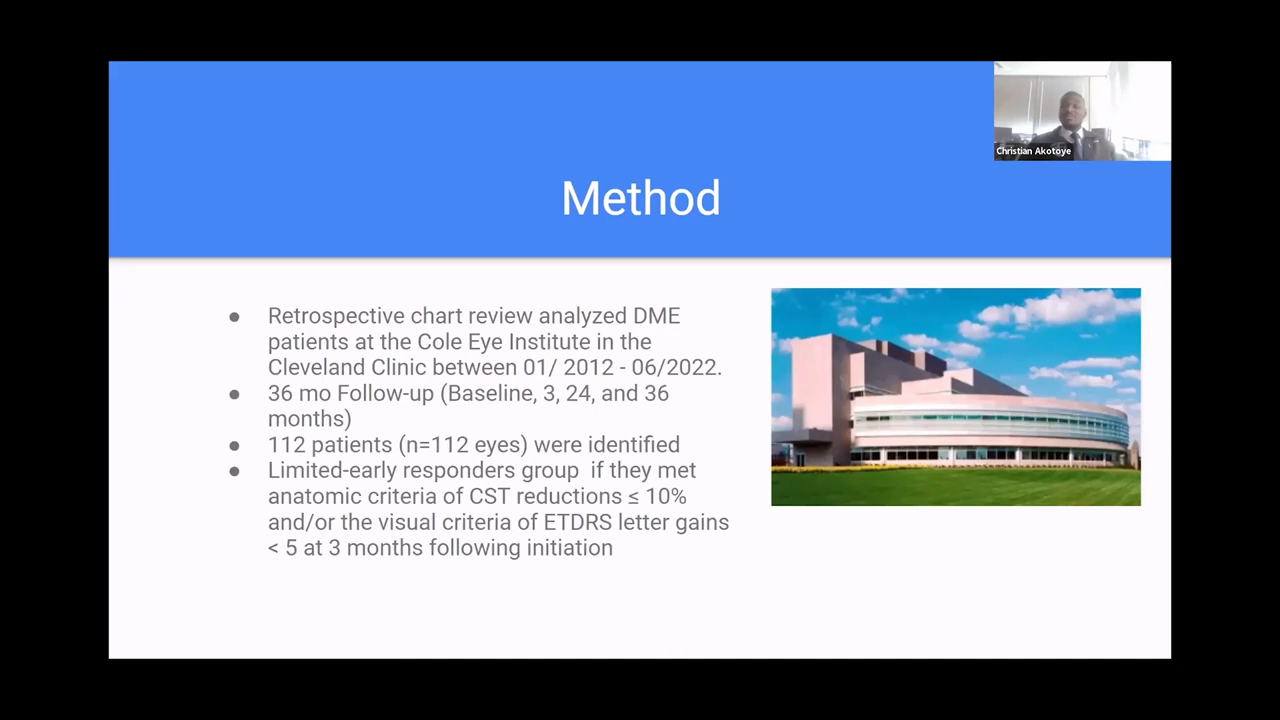 Christian Akotoye
Method
● Retrospective chart review analyzed DME
patients at the Cole Eye Institute in the
Cleveland Clinic between 01/ 2012 - 06/2022.
● 36 mo Follow-up (Baseline, 3, 24, and 36
months)
● 112 patients (n=112 eyes) were identified
● Limited-early responders group  if they met
anatomic criteria of CST reductions ≤ 10%
and/or the visual criteria of ETDRS letter gains
< 5 at 3 months following initiation